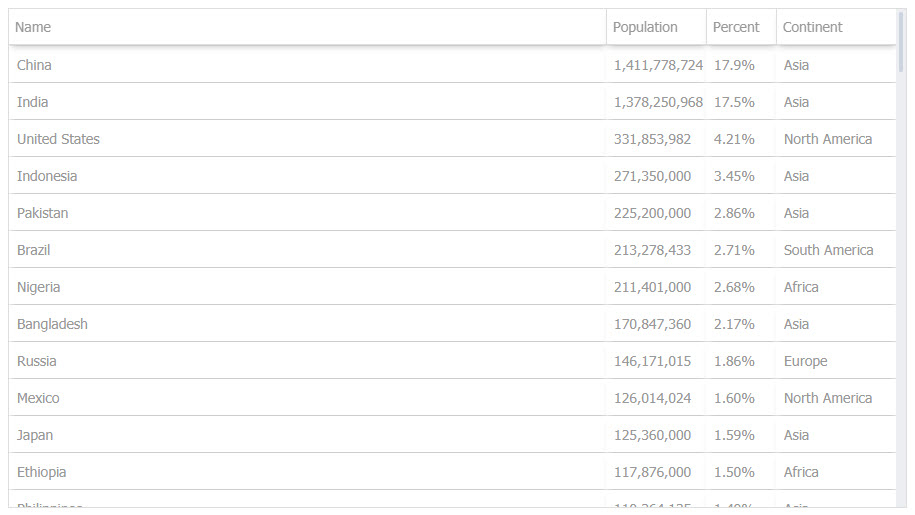 Name Population Percent Continent
China 1,411,778,724 17.9% Asia
India 1,378,250,968 17.5% Asia
United States 331,853,982 4.21% North America
Indonesia 271,350,000 3.45% Asia
Pakistan 225,200,000 2.86% Asia
Brazil 213,278,433 2.71% South America
Nigeria 211,401,000 2.68% Africa
Bangladesh 170,847,360 2.17% Asia
Russia 146,171,015 1.86% Europe
Mexico 126,014,024 1.60% North America
Japan 125,360,000 1.59% Asia
Ethiopia 117,876,000 1.50% Africa